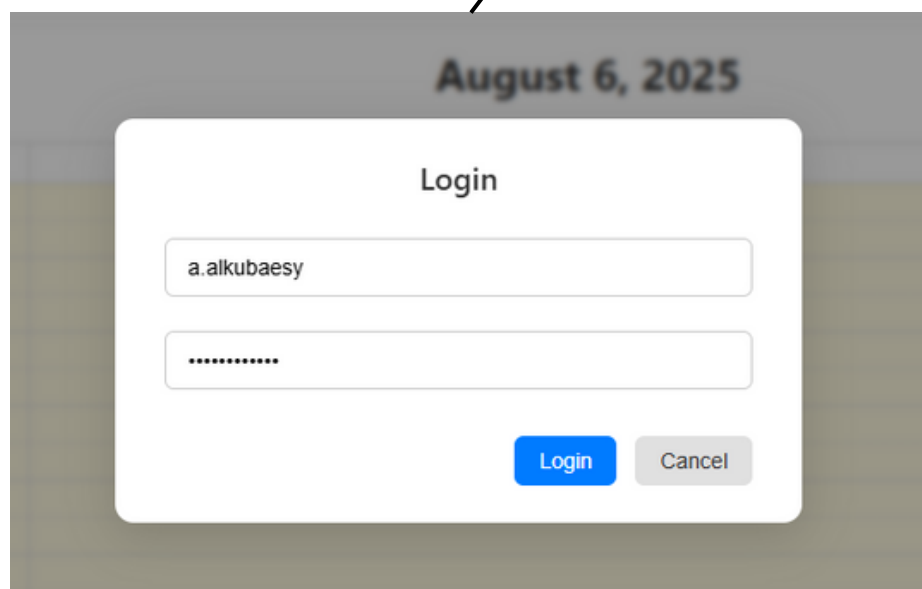 August 6, 2025
Login
a.alkubaesy
••••••••••••
Login Cancel